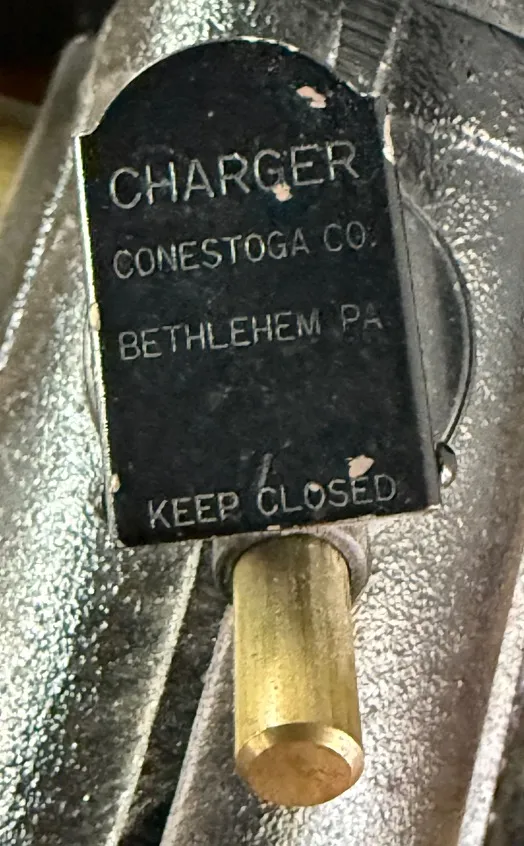 CHARGER
CONESTOGA CO.
BETHLEHEM PA
KEEP CLOSED